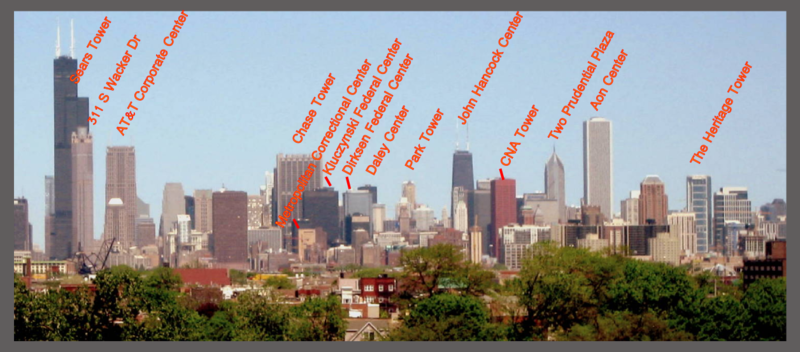 Sears Tower
311 S Wacker Dr
AT&T Corporate Center
Metropolitan Correctional Center
Chase Tower
Kluczynski Federal Center
Dirksen Federal Center
Daley Center
Park Tower
John Hancock Center
CNA Tower
Two Prudential Plaza
Aon Center
The Heritage Tower